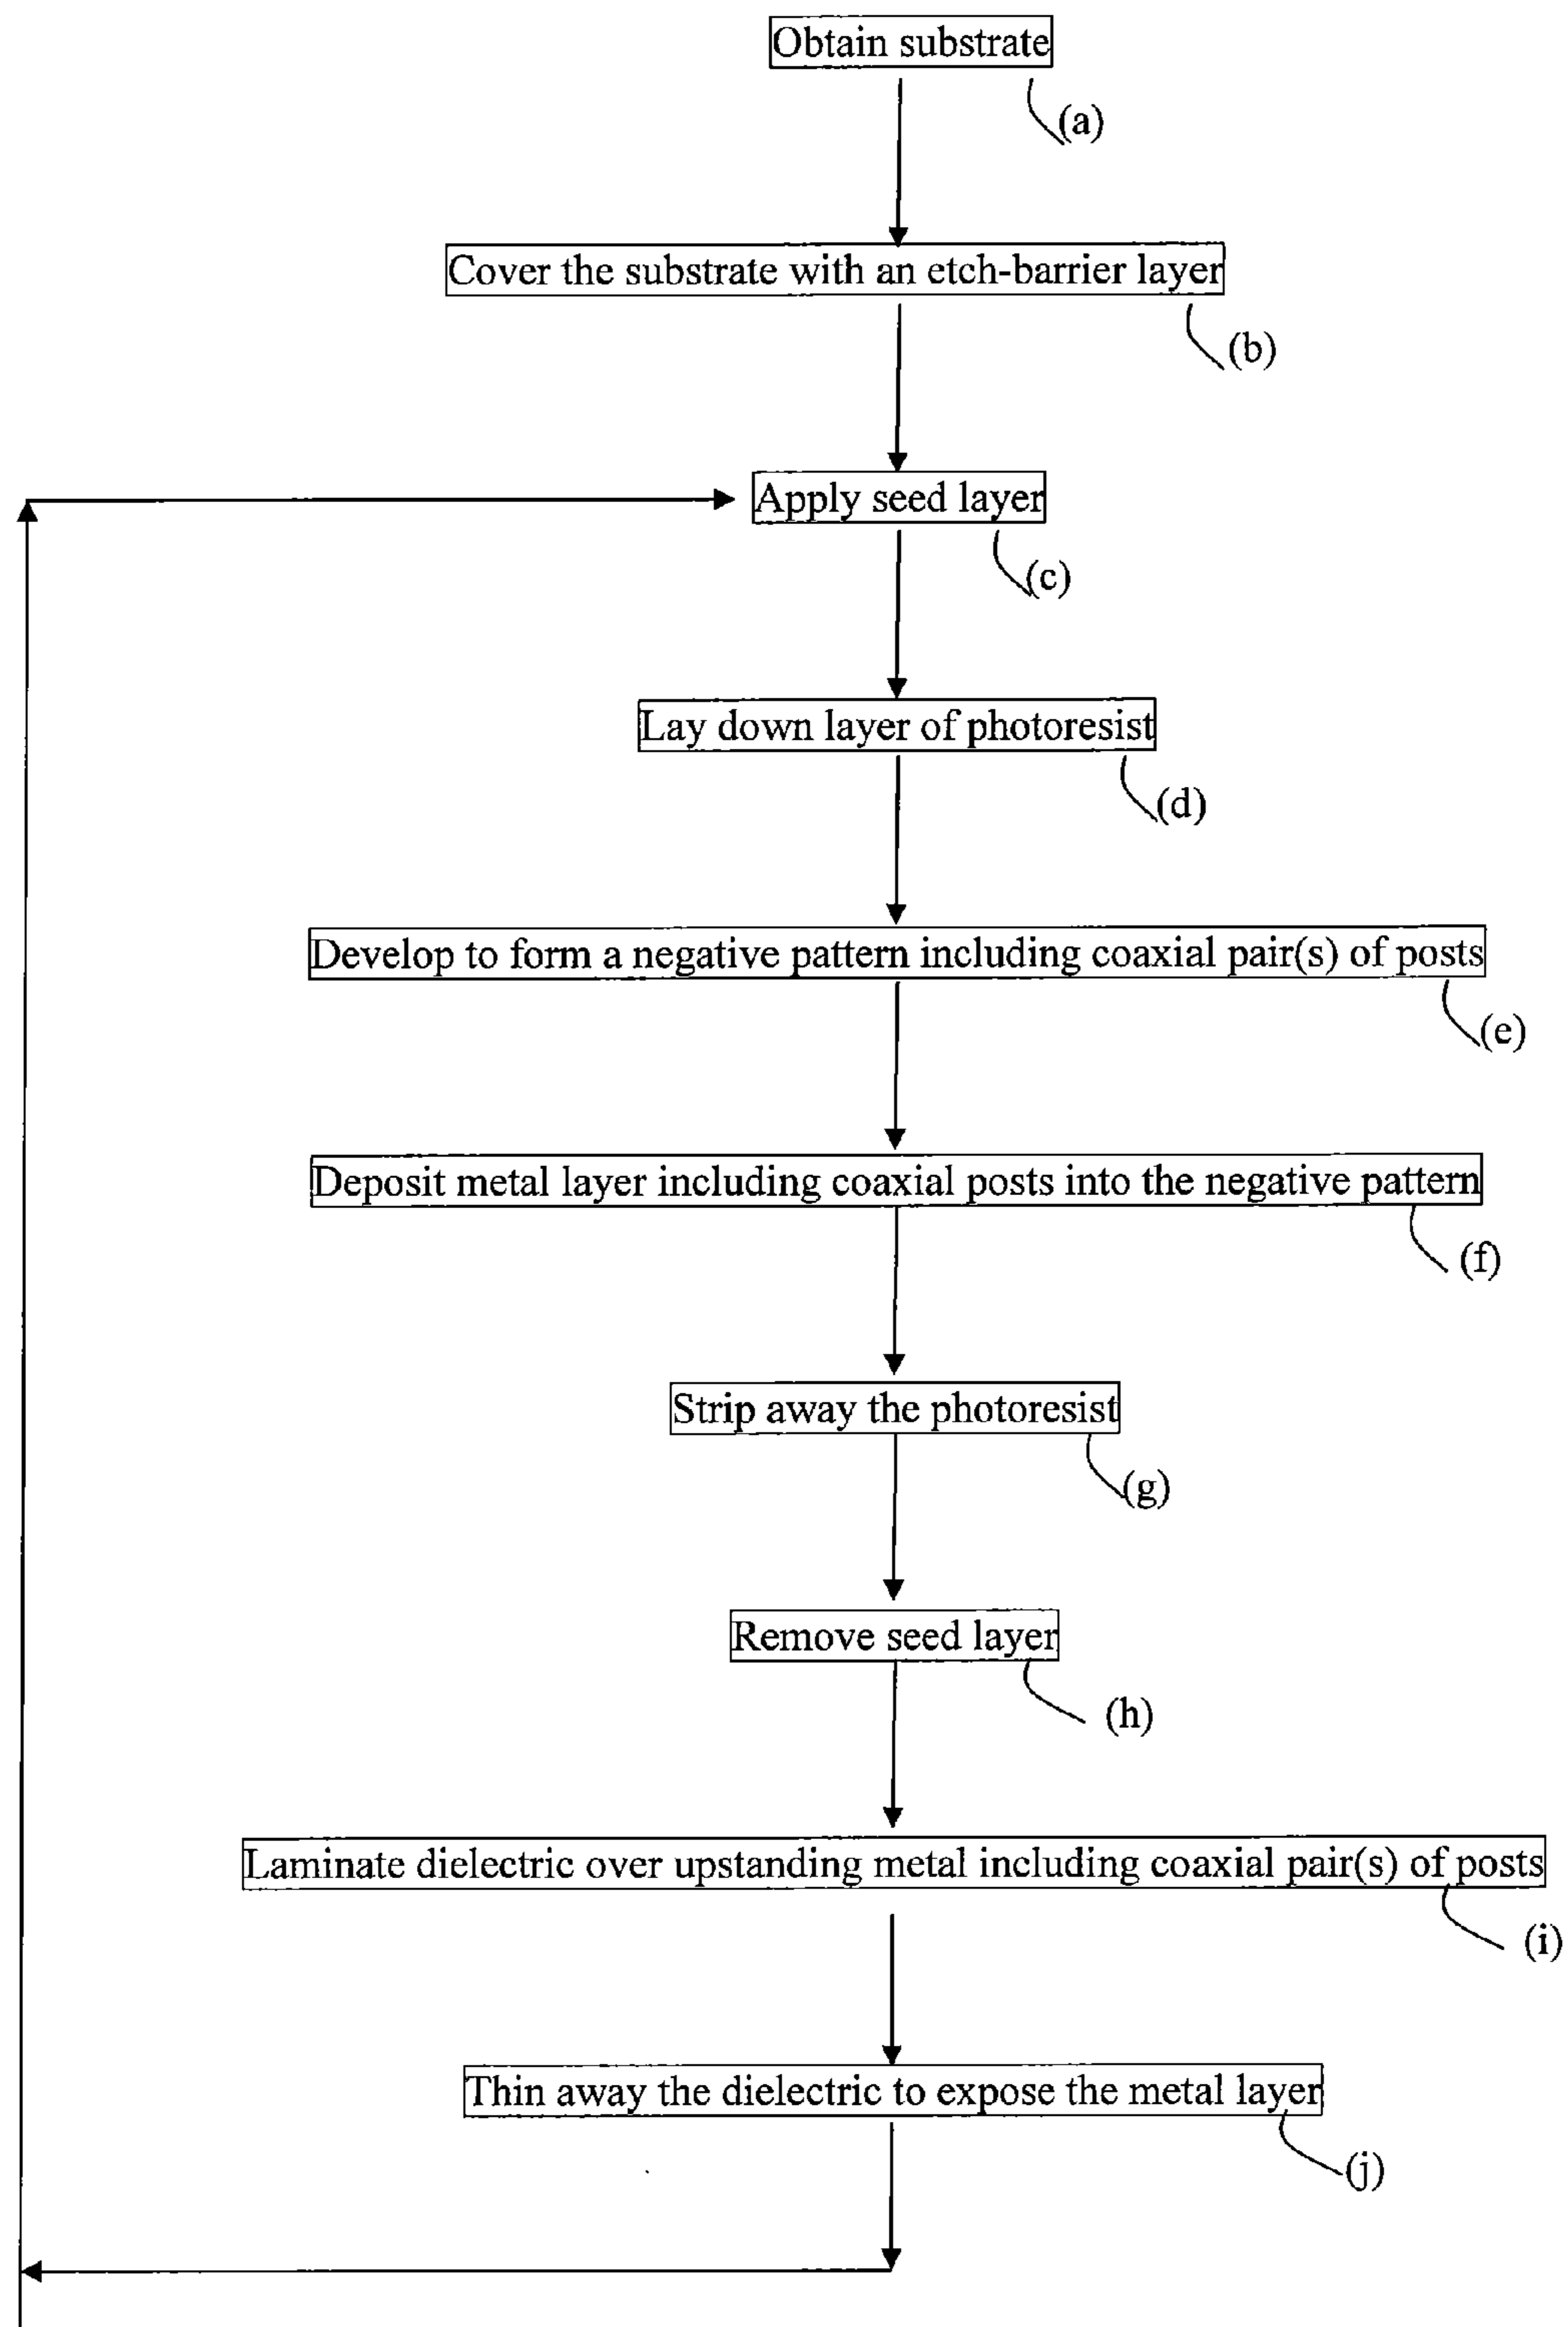 Obtain substrate
(a)
Cover the substrate with an etch-barrier layer
(b)
Apply seed layer
(c)
Lay down layer of photoresist
(d)
Develop to form a negative pattern including coaxial pair(s) of posts
(e)
Deposit metal layer including coaxial posts into the negative pattern
(f)
Strip away the photoresist
(g)
Remove seed layer
(h)
Laminate dielectric over upstanding metal including coaxial pair(s) of posts
(i)
Thin away the dielectric to expose the metal layer
(j)